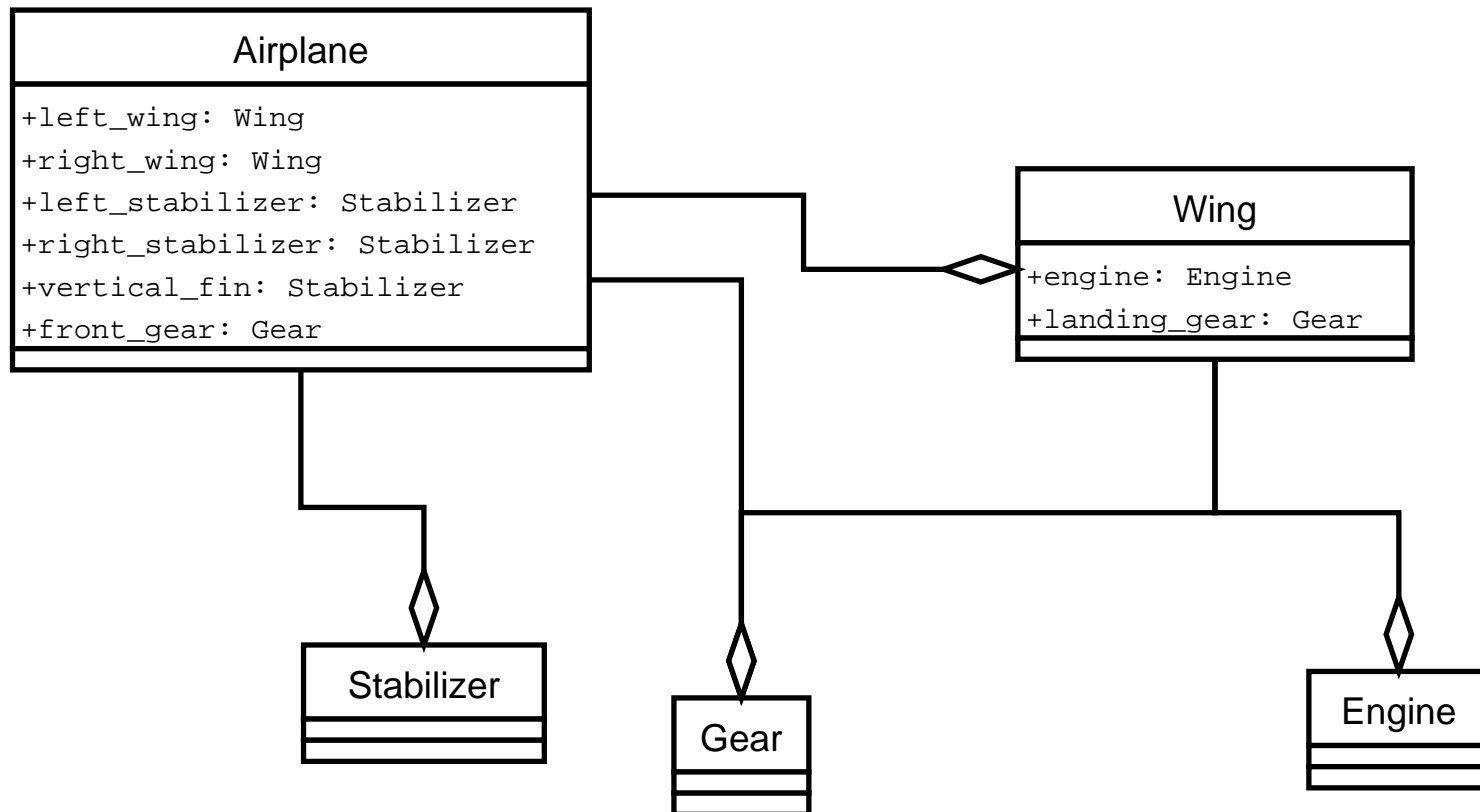 Airplane
+left_wing: Wing
+right_wing: Wing
+left_stabilizer: Stabilizer
+right_stabilizer: Stabilizer
+vertical_fin: Stabilizer
+front_gear: Gear
Wing
+engine: Engine
+landing_gear: Gear
Stabilizer
Gear
Engine